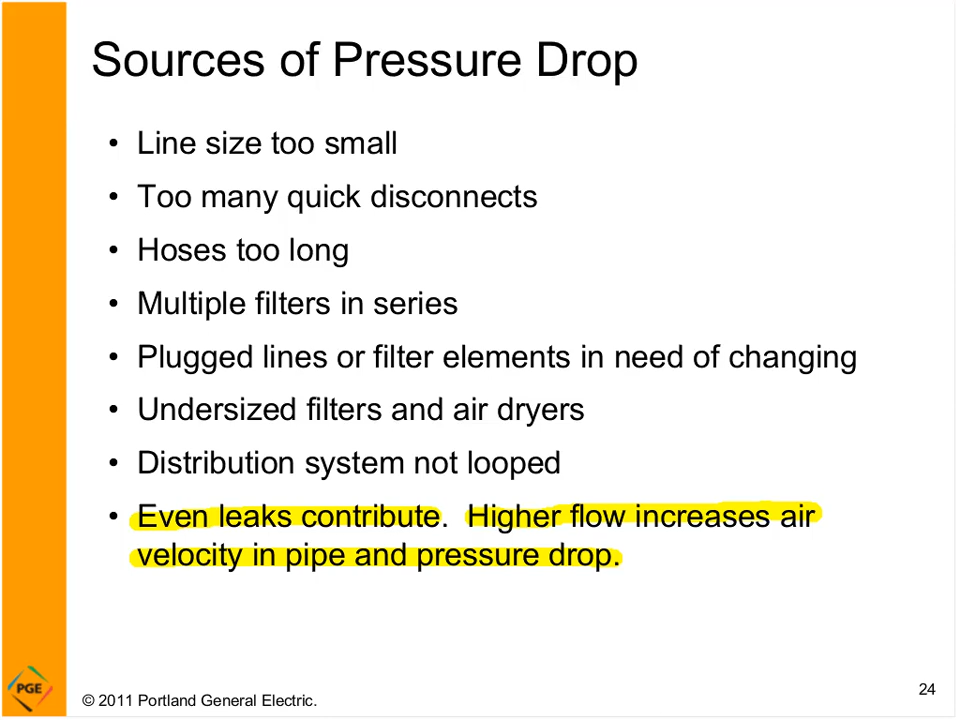 Sources of Pressure Drop
• Line size too small
• Too many quick disconnects
• Hoses too long
• Multiple filters in series
• Plugged lines or filter elements in need of changing
• Undersized filters and air dryers
• Distribution system not looped
• Even leaks contribute. Higher flow increases air
velocity in pipe and pressure drop.
PGE
© 2011 Portland General Electric.
24